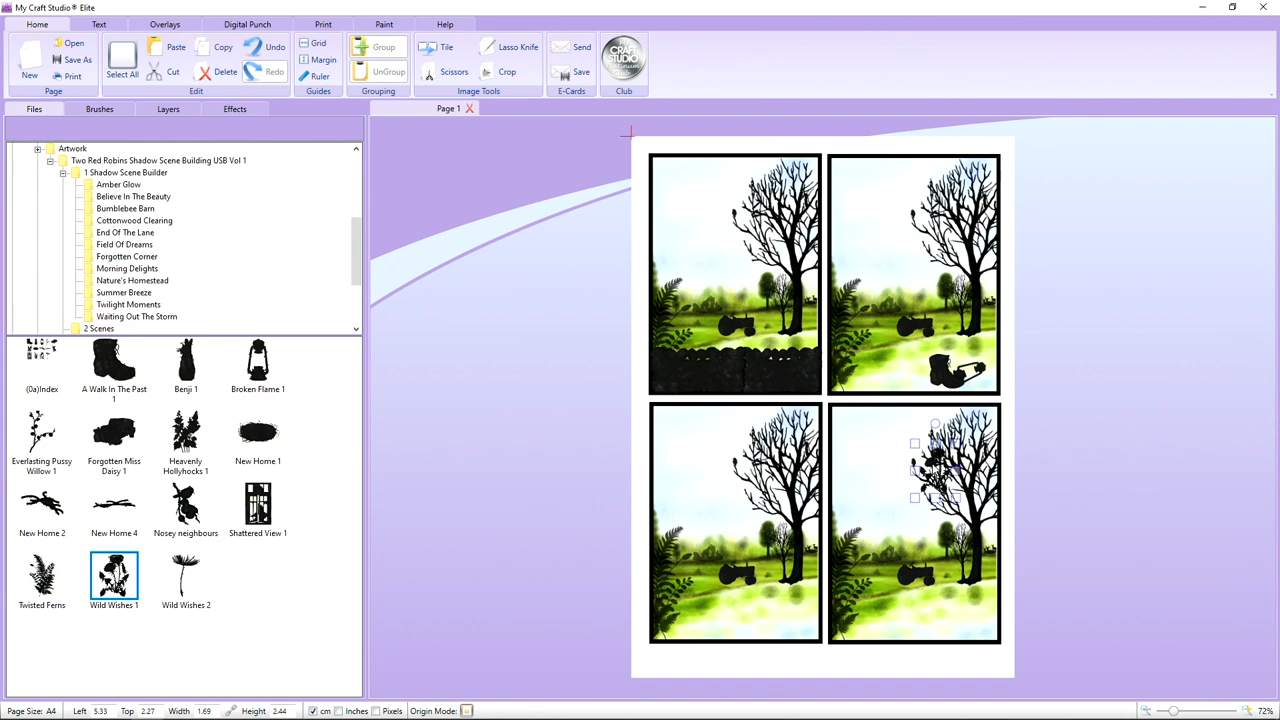 My Craft Studio® Elite
Home Text Overlays Digital Punch Print Paint Help
New Open Save As Print Page
Select All Paste Copy Undo Cut Delete Redo Edit
Grid Margin Ruler Guides
Group UnGroup Grouping
Tile Lasso Knife Scissors Crop Image Tools
Send Save E-Cards
CRAFT STUDIO Club
Files Brushes Layers Effects
Page 1
Artwork
Two Red Robins Shadow Scene Building USB Vol 1
1 Shadow Scene Builder
Amber Glow
Believe In The Beauty
Bumblebee Barn
Cottonwood Clearing
End Of The Lane
Field Of Dreams
Forgotten Corner
Morning Delights
Nature's Homestead
Summer Breeze
Twilight Moments
Waiting Out The Storm
2 Scenes
(0a)Index A Walk In The Past 1 Benji 1 Broken Flame 1
Everlasting Pussy Willow 1 Forgotten Miss Daisy 1 Heavenly Hollyhocks 1 New Home 1
New Home 2 New Home 4 Nosey neighbours Shattered View 1
Twisted Ferns Wild Wishes 1 Wild Wishes 2
Page Size: A4 Left 5.33 Top 2.27 Width 1.69 Height 2.44 cm Inches Pixels Origin Mode: 72%